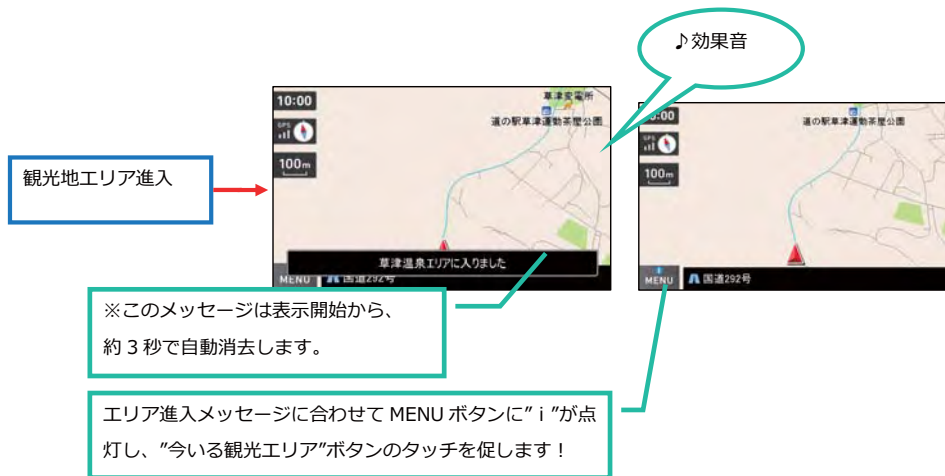 ♪効果音
観光地エリア進入
10:00
GPS
100m
草津変電所
道の駅草津運動茶屋公園
草津温泉エリアに入りました
MENU
国道292号
:00
GPS
100m
道の駅草津運動茶屋公園
i
MENU
国道292号
※このメッセージは表示開始から、
約３秒で自動消去します。
エリア進入メッセージに合わせて MENU ボタンに”ｉ”が点
灯し、”今いる観光エリア”ボタンのタッチを促します！